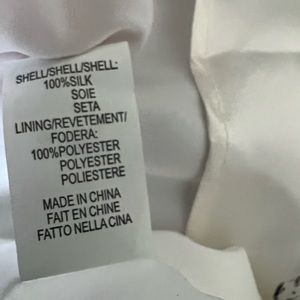 SHELL/SHELL/SHELL:
100%SILK
SOIE
SETA
LINING/REVETEMENT/
FODERA:
100%POLYESTER
POLYESTER
POLIESTERE
MADE IN CHINA
FAIT EN CHINE
FATTO NELLA CINA